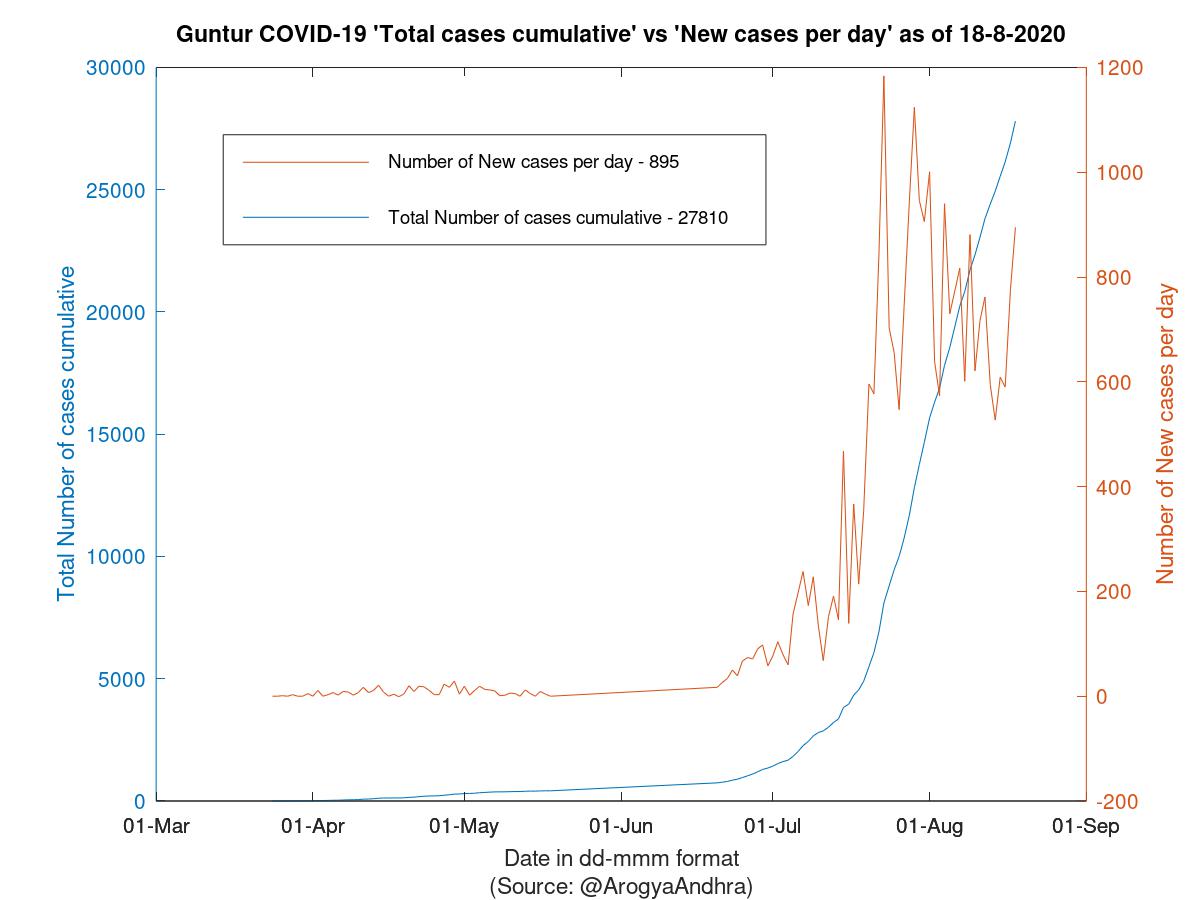 Guntur COVID-19 'Total cases cumulative' vs 'New cases per day' as of 18-8-2020
30000
25000
20000
15000
10000
5000
0
Total Number of cases cumulative
Number of New cases per day - 895
Total Number of cases cumulative - 27810
1200
1000
800
600
400
200
0
-200
Number of New cases per day
01-Mar 01-Apr 01-May 01-Jun 01-Jul 01-Aug 01-Sep
Date in dd-mmm format
(Source: @ArogyaAndhra)